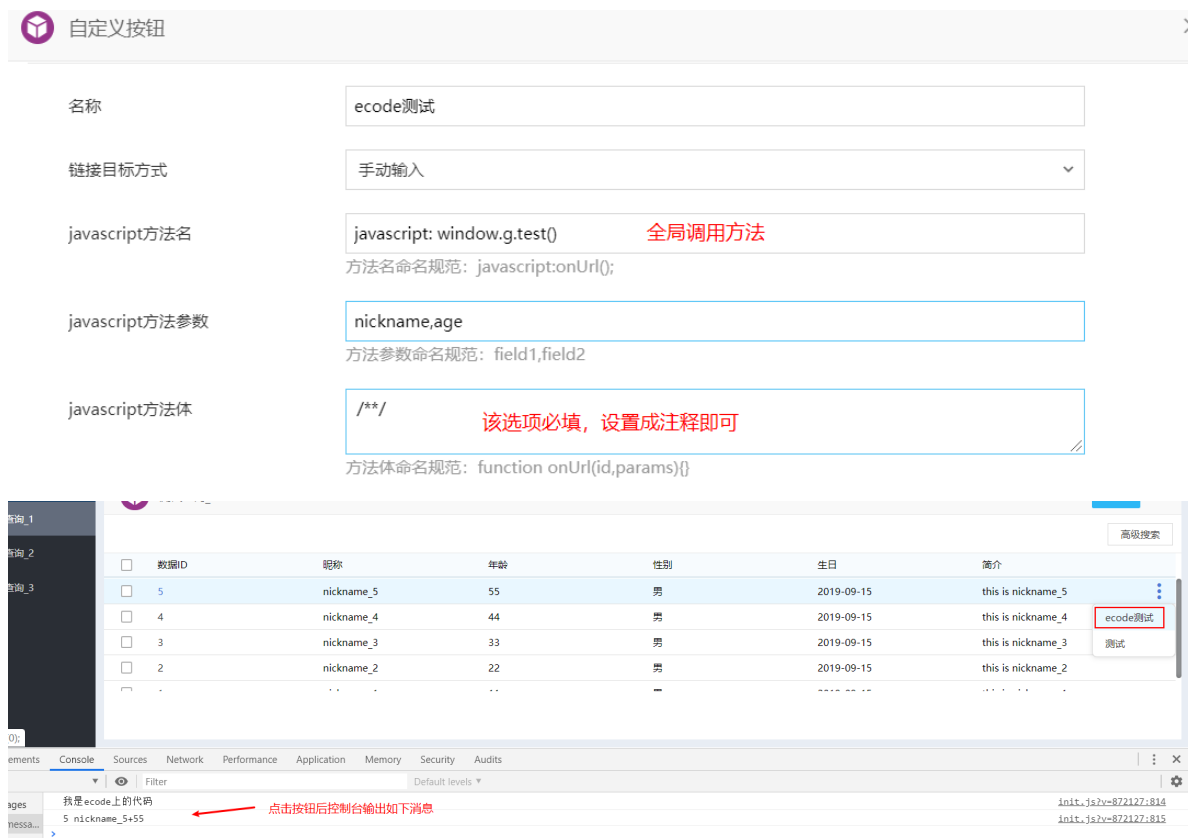 自定义按钮
名称
ecode测试
链接目标方式
手动输入
javascript方法名
javascript: window.g.test()
全局调用方法
方法名命名规范：javascript:onUrl();
javascript方法参数
nickname,age
方法参数命名规范：field1,field2
javascript方法体
/**/
该选项必填，设置成注释即可
方法体命名规范：function onUrl(id,params){}
查询_1
高级搜索
查询_2
数据ID 昵称 年龄 性别 生日 简介
查询_3
5 nickname_5 55 男 2019-09-15 this is nickname_5
4 nickname_4 44 男 2019-09-15 this is nickname_4
ecode测试
3 nickname_3 33 男 2019-09-15 this is nickname_3
测试
2 nickname_2 22 男 2019-09-15 this is nickname_2
0);
ements Console Sources Network Performance Application Memory Security Audits
Filter Default levels ▼
ages
我是ecode上的代码 init.js?v=872127:814
点击按钮后控制台输出如下消息
messa... 5 nickname_5+55 init.js?v=872127:815
>